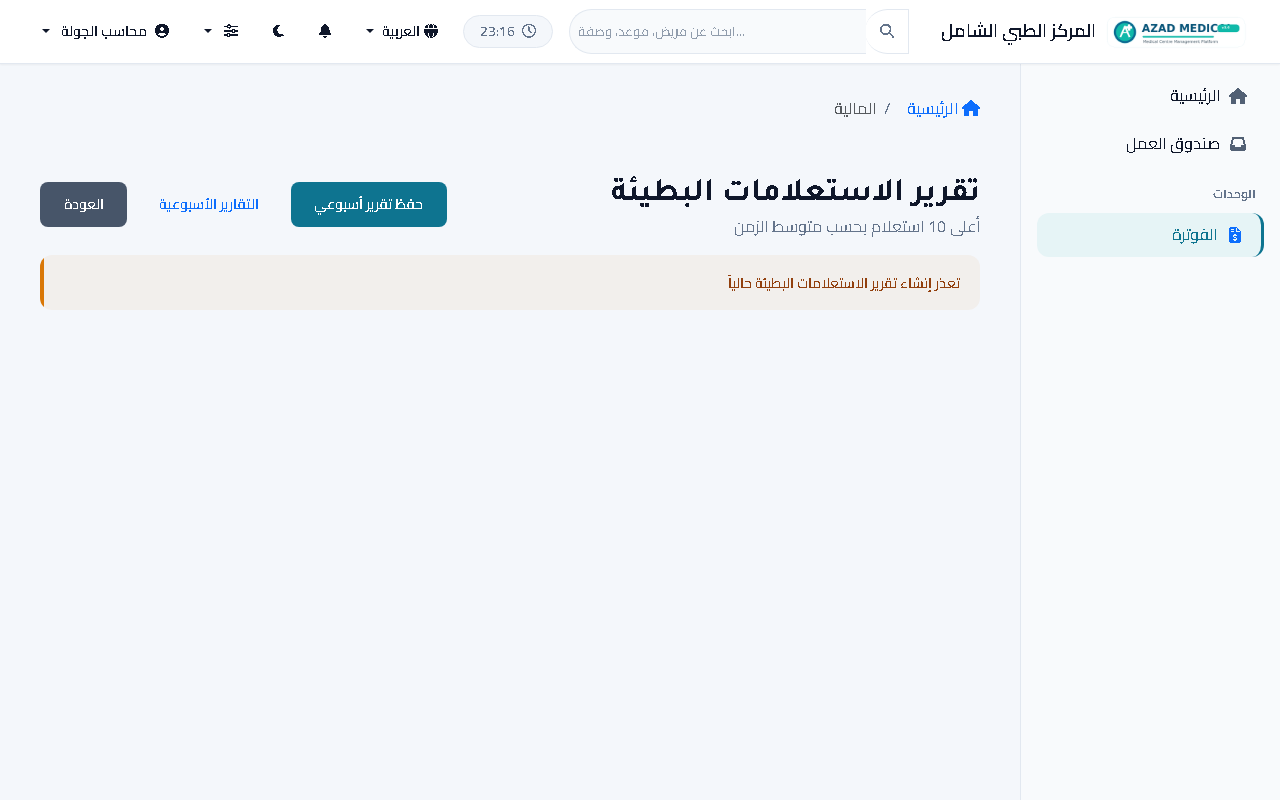 AZAD MEDIC
Medical Centre Management Platform
المركز الطبي الشامل
ابحث عن مريض، موعد، وصفة...
23:16
العربية
محاسب الجولة
الرئيسية
صندوق العمل
الوحدات
الفوترة
الرئيسية / المالية
تقرير الاستعلامات البطيئة
أعلى 10 استعلام بحسب متوسط الزمن
حفظ تقرير أسبوعي
التقارير الأسبوعية
العودة
تعذر إنشاء تقرير الاستعلامات البطيئة حالياً